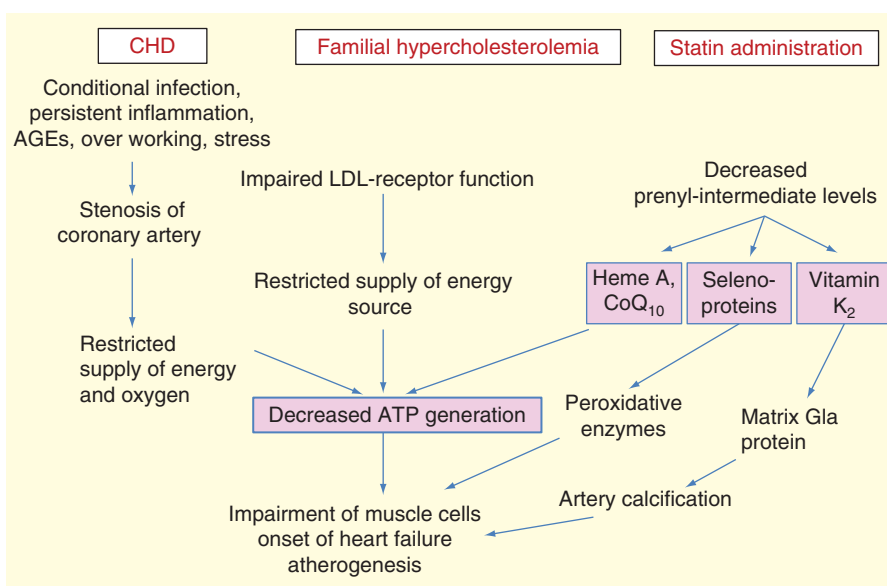 CHD
Conditional infection,
persistent inflammation,
AGEs, over working, stress
Stenosis of
coronary artery
Restricted
supply of energy
and oxygen
Familial hypercholesterolemia
Impaired LDL-receptor function
Restricted supply of energy
source
Decreased ATP generation
Impairment of muscle cells
onset of heart failure
atherogenesis
Statin administration
Decreased
prenyl-intermediate levels
Heme A,
CoQ₁₀
Seleno-
proteins
Vitamin
K₂
Peroxidative
enzymes
Matrix Gla
protein
Artery calcification